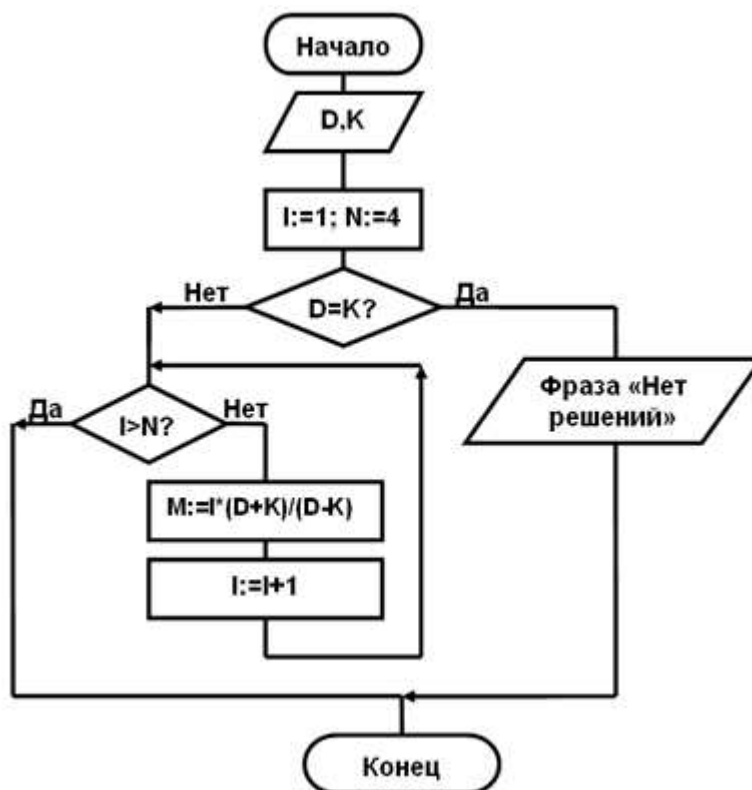 Начало
D,K
I:=1; N:=4
Нет
D=K?
Да
Да
I>N?
Нет
Фраза «Нет
решений»
M:=I*(D+K)/(D-K)
I:=I+1
Конец